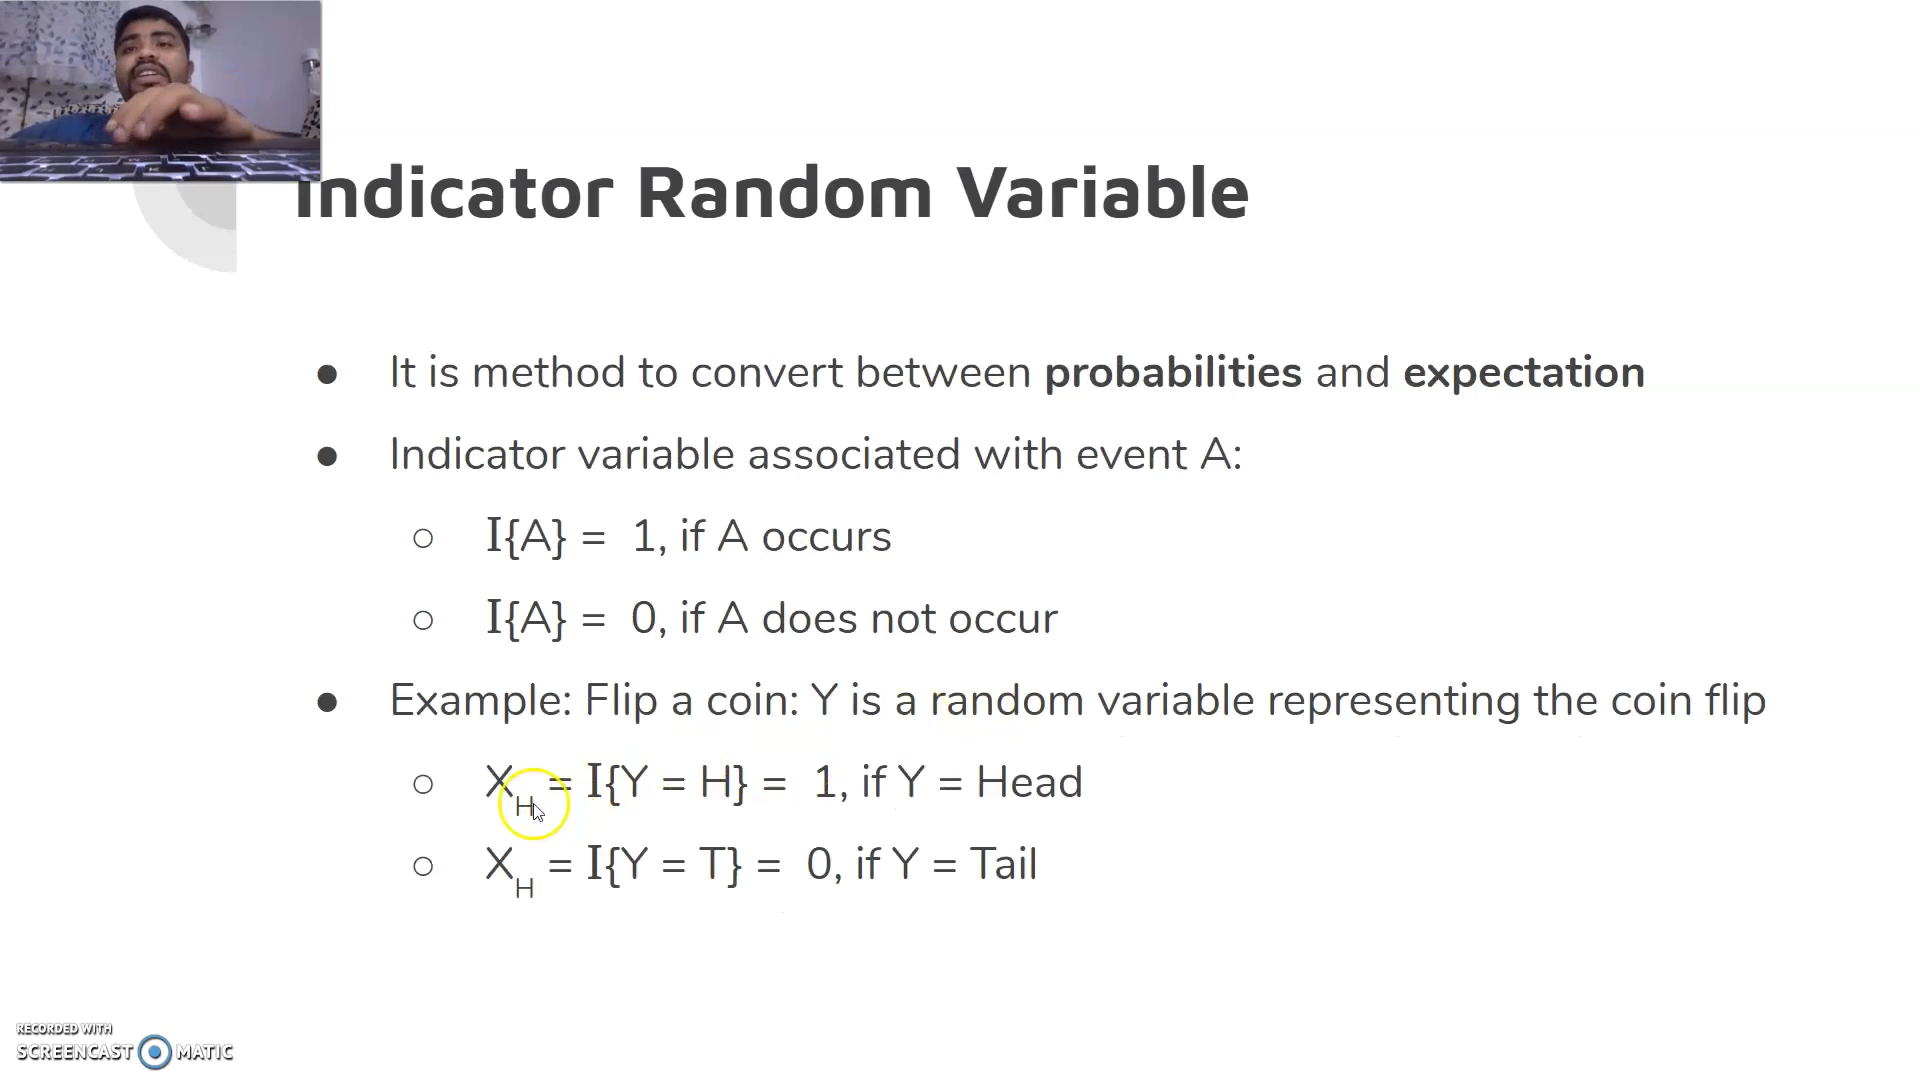 Indicator Random Variable
● It is method to convert between probabilities and expectation
● Indicator variable associated with event A:
○ I{A} = 1, if A occurs
○ I{A} = 0, if A does not occur
● Example: Flip a coin: Y is a random variable representing the coin flip
○ X_H = I{Y = H} = 1, if Y = Head
○ X_H = I{Y = T} = 0, if Y = Tail
RECORDED WITH
SCREENCAST MATIC